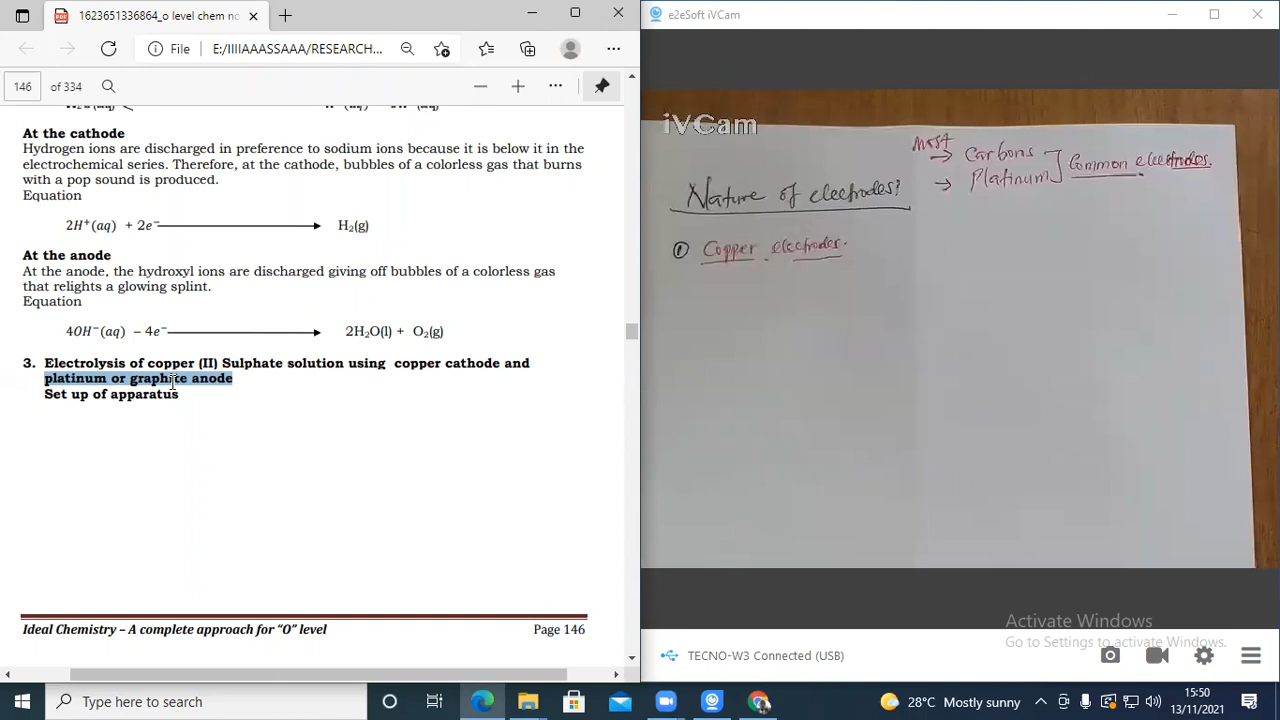 1623651336864_o level chem no
File
E:/IIIIAAASSAAA/RESEARCH...
146
of 334
At the cathode
Hydrogen ions are discharged in preference to sodium ions because it is below it in the
electrochemical series. Therefore, at the cathode, bubbles of a colorless gas that burns
with a pop sound is produced.
Equation
2H⁺(aq) + 2e⁻ ⟶ H₂(g)
At the anode
At the anode, the hydroxyl ions are discharged giving off bubbles of a colorless gas
that relights a glowing splint.
Equation
4OH⁻(aq) – 4e⁻ ⟶ 2H₂O(l) + O₂(g)
3. Electrolysis of copper (II) Sulphate solution using copper cathode and
platinum or graphite anode
Set up of apparatus
Ideal Chemistry – A complete approach for "O" level
Page 146
e2eSoft iVCam
iVCam
Most
→ Carbons
→ Platinum ] Common electrodes.
Nature of electrodes?
① Copper electrodes.
Activate Windows
Go to Settings to activate Windows.
TECNO-W3 Connected (USB)
Type here to search
28°C Mostly sunny
15:50
13/11/2021